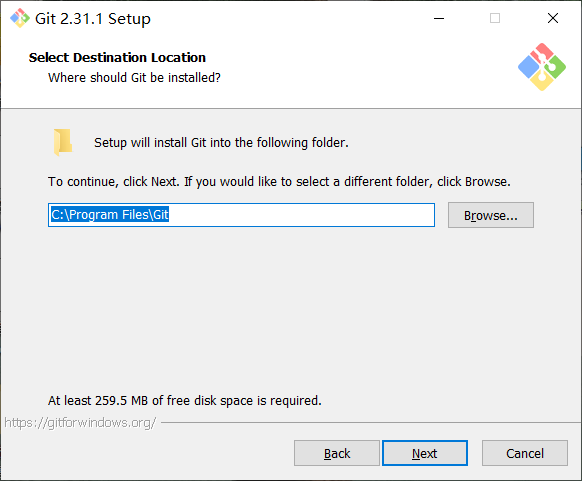 Git 2.31.1 Setup
Select Destination Location
Where should Git be installed?
Setup will install Git into the following folder.
To continue, click Next. If you would like to select a different folder, click Browse.
C:\Program Files\Git
Browse...
At least 259.5 MB of free disk space is required.
https://gitforwindows.org/
Back
Next
Cancel